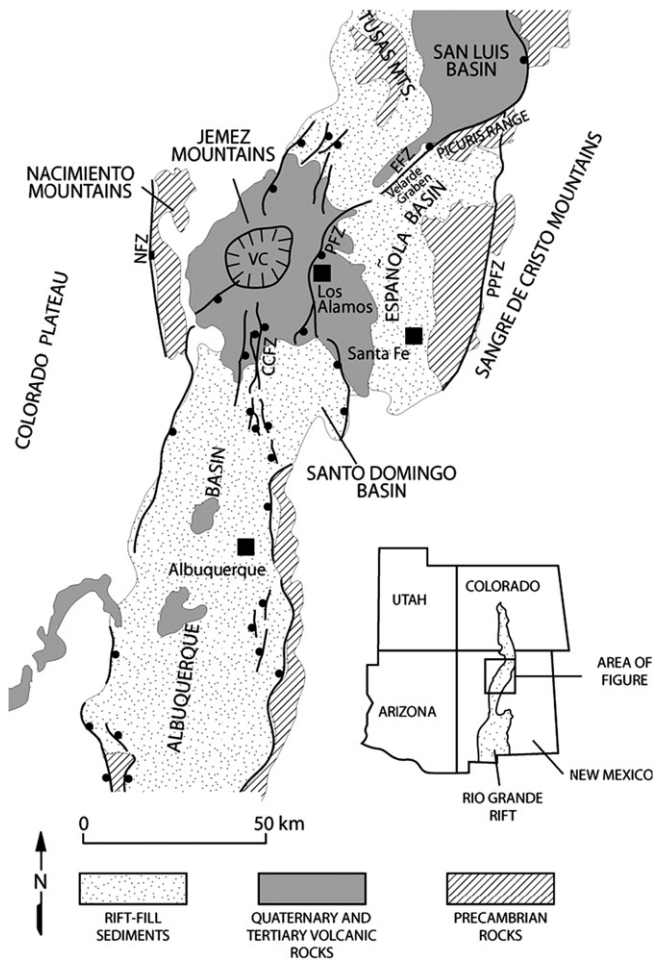 TUSAS MTS.
SAN LUIS
BASIN
JEMEZ
MOUNTAINS
NACIMIENTO
MOUNTAINS
PICURIS RANGE
EFZ
Velarde
Graben
ESPANOLA BASIN
SANGRE DE CRISTO MOUNTAINS
NFZ
VC
PFZ
PPFZ
Los
Alamos
COLORADO PLATEAU
Santa Fe
CCFZ
SANTO DOMINGO
BASIN
ALBUQUERQUE BASIN
Albuquerque
UTAH
COLORADO
AREA OF
FIGURE
ARIZONA
NEW MEXICO
RIO GRANDE
RIFT
0 50 km
N
RIFT-FILL
SEDIMENTS
QUATERNARY AND
TERTIARY VOLCANIC
ROCKS
PRECAMBRIAN
ROCKS